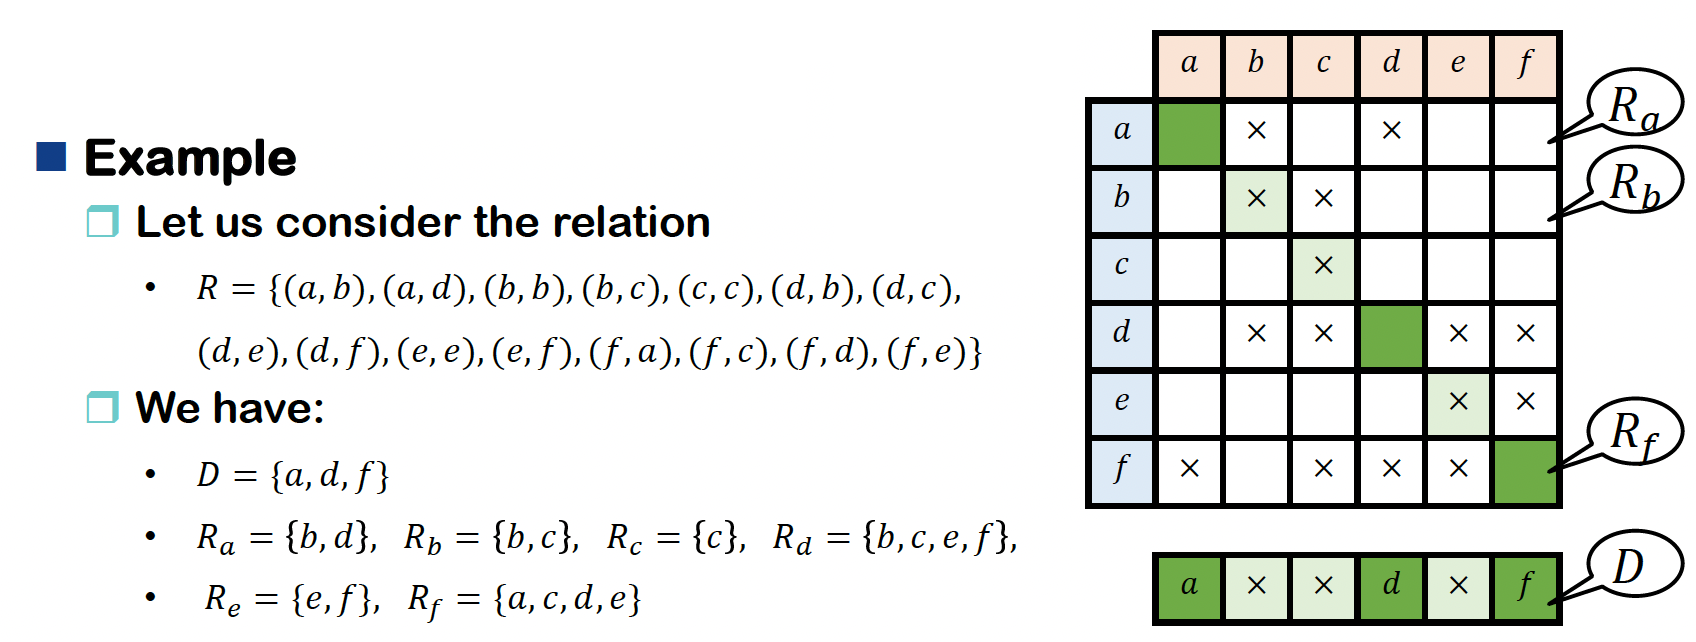 Example
Let us consider the relation
• R = {(a, b), (a, d), (b, b), (b, c), (c, c), (d, b), (d, c),
(d, e), (d, f), (e, e), (e, f), (f, a), (f, c), (f, d), (f, e)}
We have:
• D = {a, d, f}
• R_a = {b, d}, R_b = {b, c}, R_c = {c}, R_d = {b, c, e, f},
• R_e = {e, f}, R_f = {a, c, d, e}
a b c d e f
a × × R_a
b × × R_b
c ×
d × × × ×
e × ×
f × × × × R_f
a × × d × f D